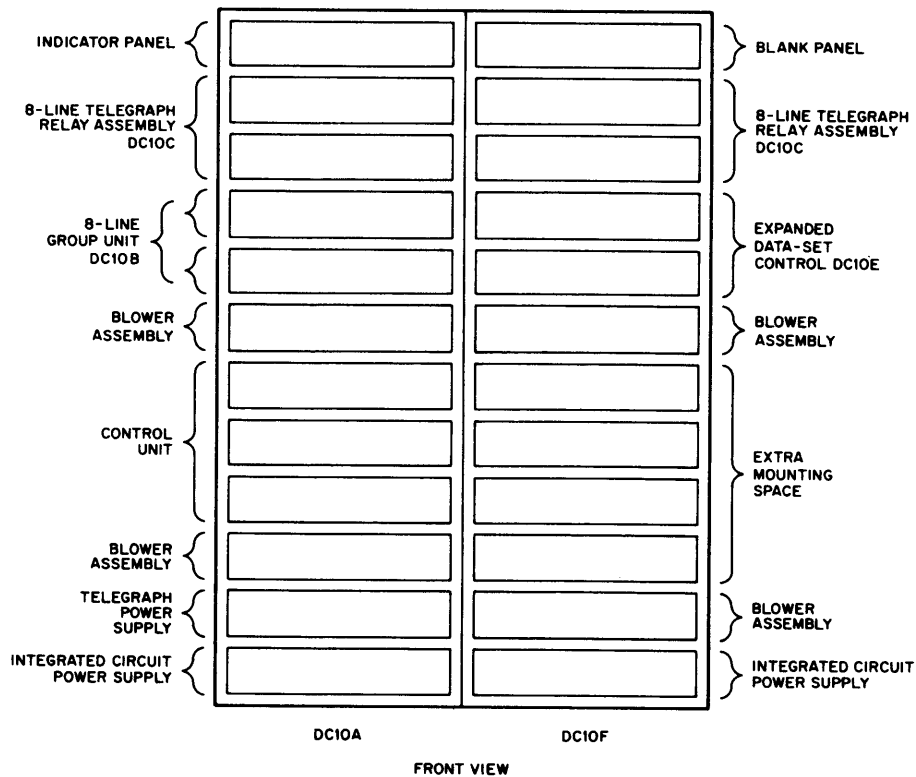 INDICATOR PANEL
8-LINE TELEGRAPH
RELAY ASSEMBLY
DC10C
8-LINE
GROUP UNIT
DC10B
BLOWER
ASSEMBLY
CONTROL
UNIT
BLOWER
ASSEMBLY
TELEGRAPH
POWER
SUPPLY
INTEGRATED CIRCUIT
POWER SUPPLY
BLANK PANEL
8-LINE TELEGRAPH
RELAY ASSEMBLY
DC10C
EXPANDED
DATA-SET
CONTROL DC10E
BLOWER
ASSEMBLY
EXTRA
MOUNTING
SPACE
BLOWER
ASSEMBLY
INTEGRATED CIRCUIT
POWER SUPPLY
DC10A
DC10F
FRONT VIEW